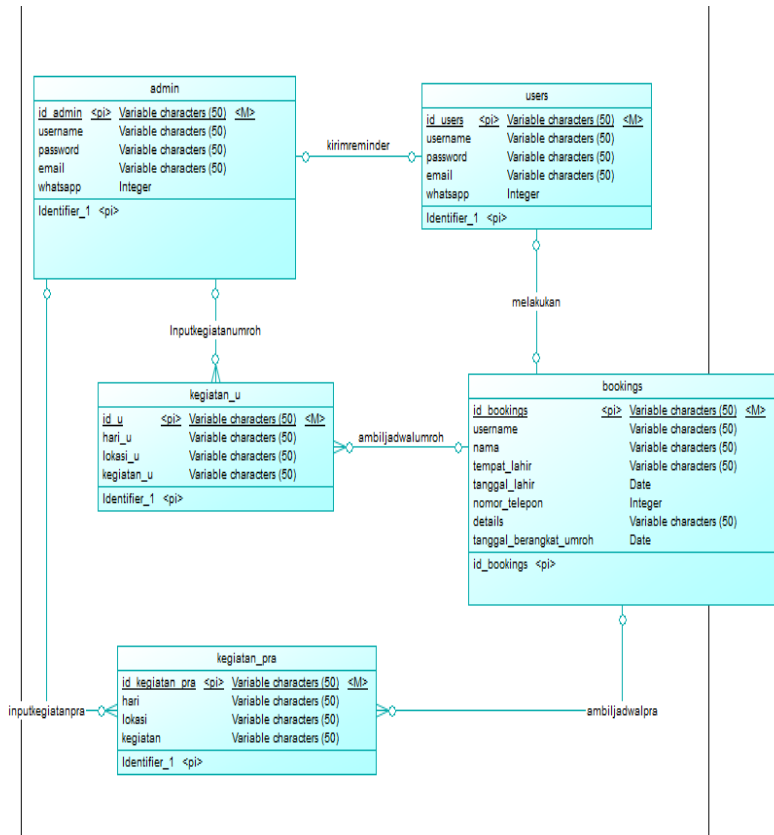 admin
id_admin <pi> Variable characters (50) <M>
username Variable characters (50)
password Variable characters (50)
email Variable characters (50)
whatsapp Integer
Identifier_1 <pi>
kirimreminder
users
id_users <pi> Variable characters (50) <M>
username Variable characters (50)
password Variable characters (50)
email Variable characters (50)
whatsapp Integer
Identifier_1 <pi>
Inputkegiatanumroh
melakukan
kegiatan_u
id_u <pi> Variable characters (50) <M>
hari_u Variable characters (50)
lokasi_u Variable characters (50)
kegiatan_u Variable characters (50)
Identifier_1 <pi>
ambiljadwalumroh
bookings
id_bookings <pi> Variable characters (50) <M>
username Variable characters (50)
nama Variable characters (50)
tempat_lahir Variable characters (50)
tanggal_lahir Date
nomor_telepon Integer
details Variable characters (50)
tanggal_berangkat_umroh Date
id_bookings <pi>
kegiatan_pra
id_kegiatan_pra <pi> Variable characters (50) <M>
hari Variable characters (50)
lokasi Variable characters (50)
kegiatan Variable characters (50)
Identifier_1 <pi>
inputkegiatanpra
ambiljadwalpra